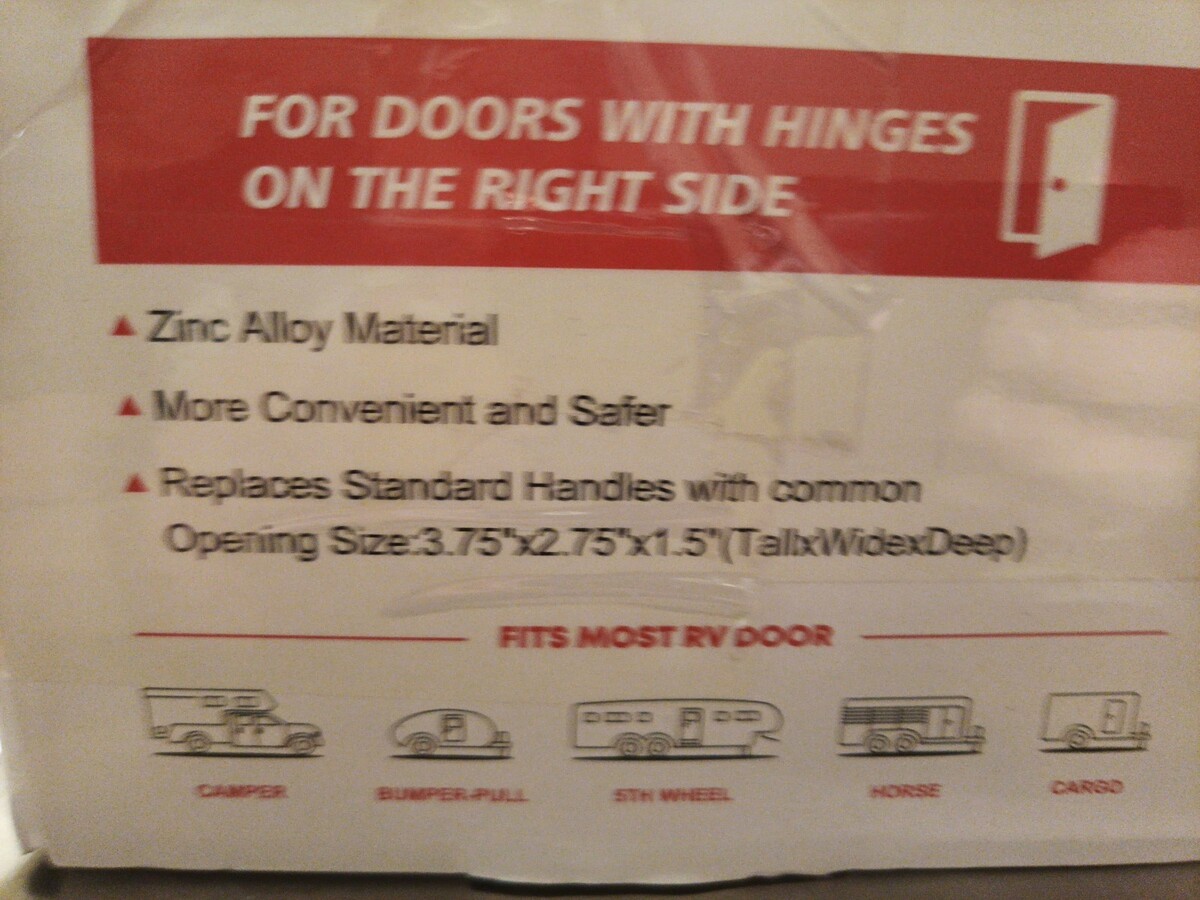 FOR DOORS WITH HINGES
ON THE RIGHT SIDE
Zinc Alloy Material
More Convenient and Safer
Replaces Standard Handles with common
Opening Size:3.75"x2.75"x1.5"(TallxWidexDeep)
FITS MOST RV DOOR
CAMPER
BUMPER-PULL
5TH WHEEL
HORSE
CARGO